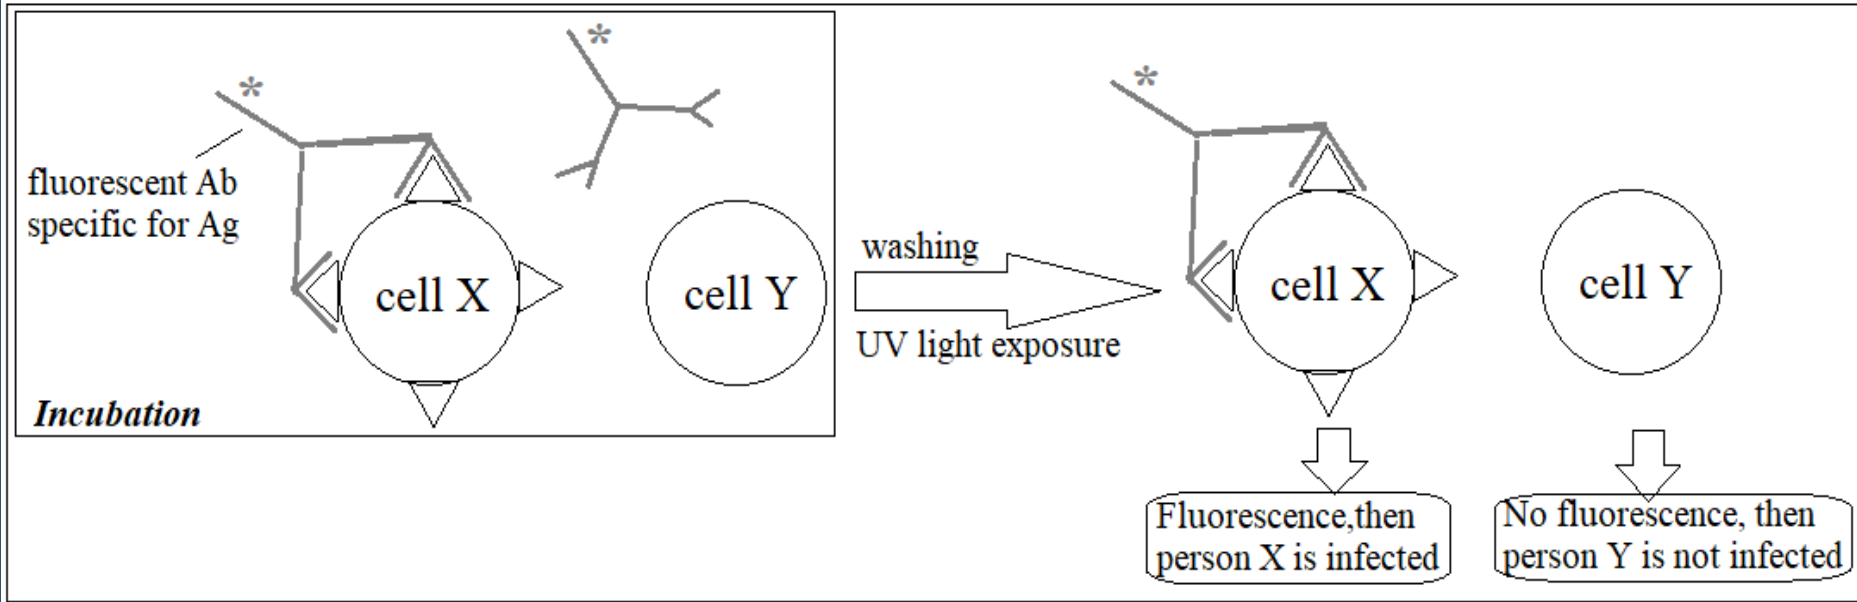 *
*
fluorescent Ab
specific for Ag
cell X
cell Y
Incubation
washing
UV light exposure
*
cell X
cell Y
Fluorescence,then
person X is infected
No fluorescence, then
person Y is not infected